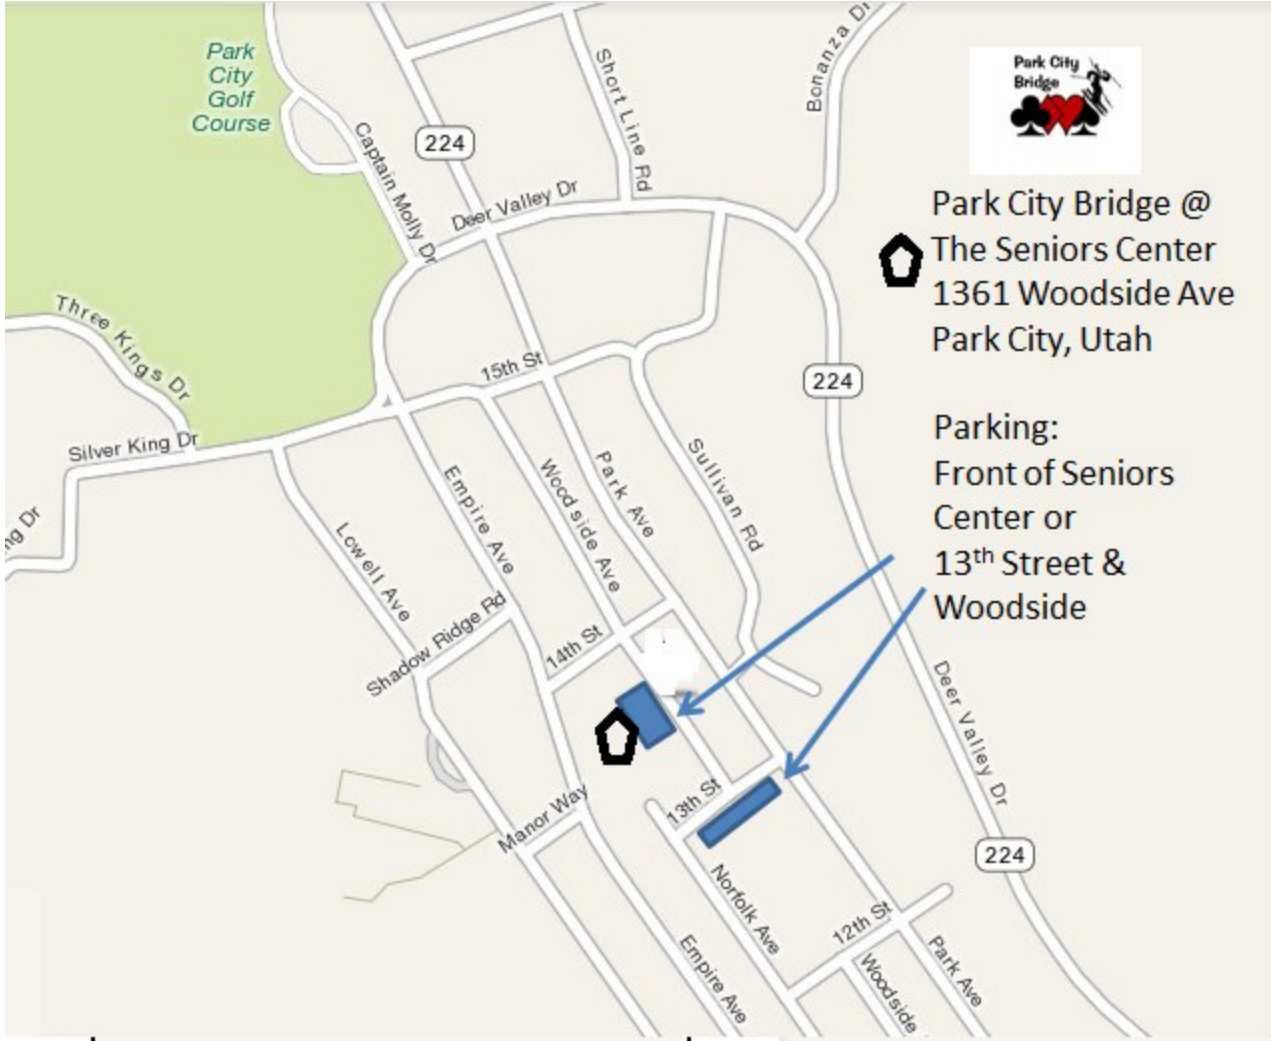 Park
City
Golf
Course
Captain Molly Dr
224
Short Line Rd
Bonanza Dr
Deer Valley Dr
Park City
Bridge
Park City Bridge @
The Seniors Center
1361 Woodside Ave
Park City, Utah
Three Kings Dr
15th St
224
Silver King Dr
Parking:
Front of Seniors
Center or
13th Street &
Woodside
Empire Ave
Woodside Ave
Park Ave
Sullivan Rd
ng Dr
Lowell Ave
Shadow Ridge Rd
14th St
Deer Valley Dr
13th St
Manor Way
224
Norfolk Ave
12th St
Empire Ave
Woodside
Park Ave